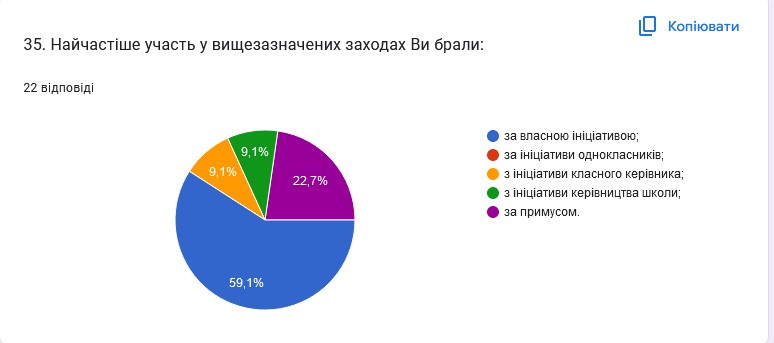 Копіювати
35. Найчастіше участь у вищезазначених заходах Ви брали:
22 відповіді
9,1%
9,1%
22,7%
59,1%
за власною ініціативою;
за ініціативи однокласників;
з ініціативи класного керівника;
з ініціативи керівництва школи;
за примусом.